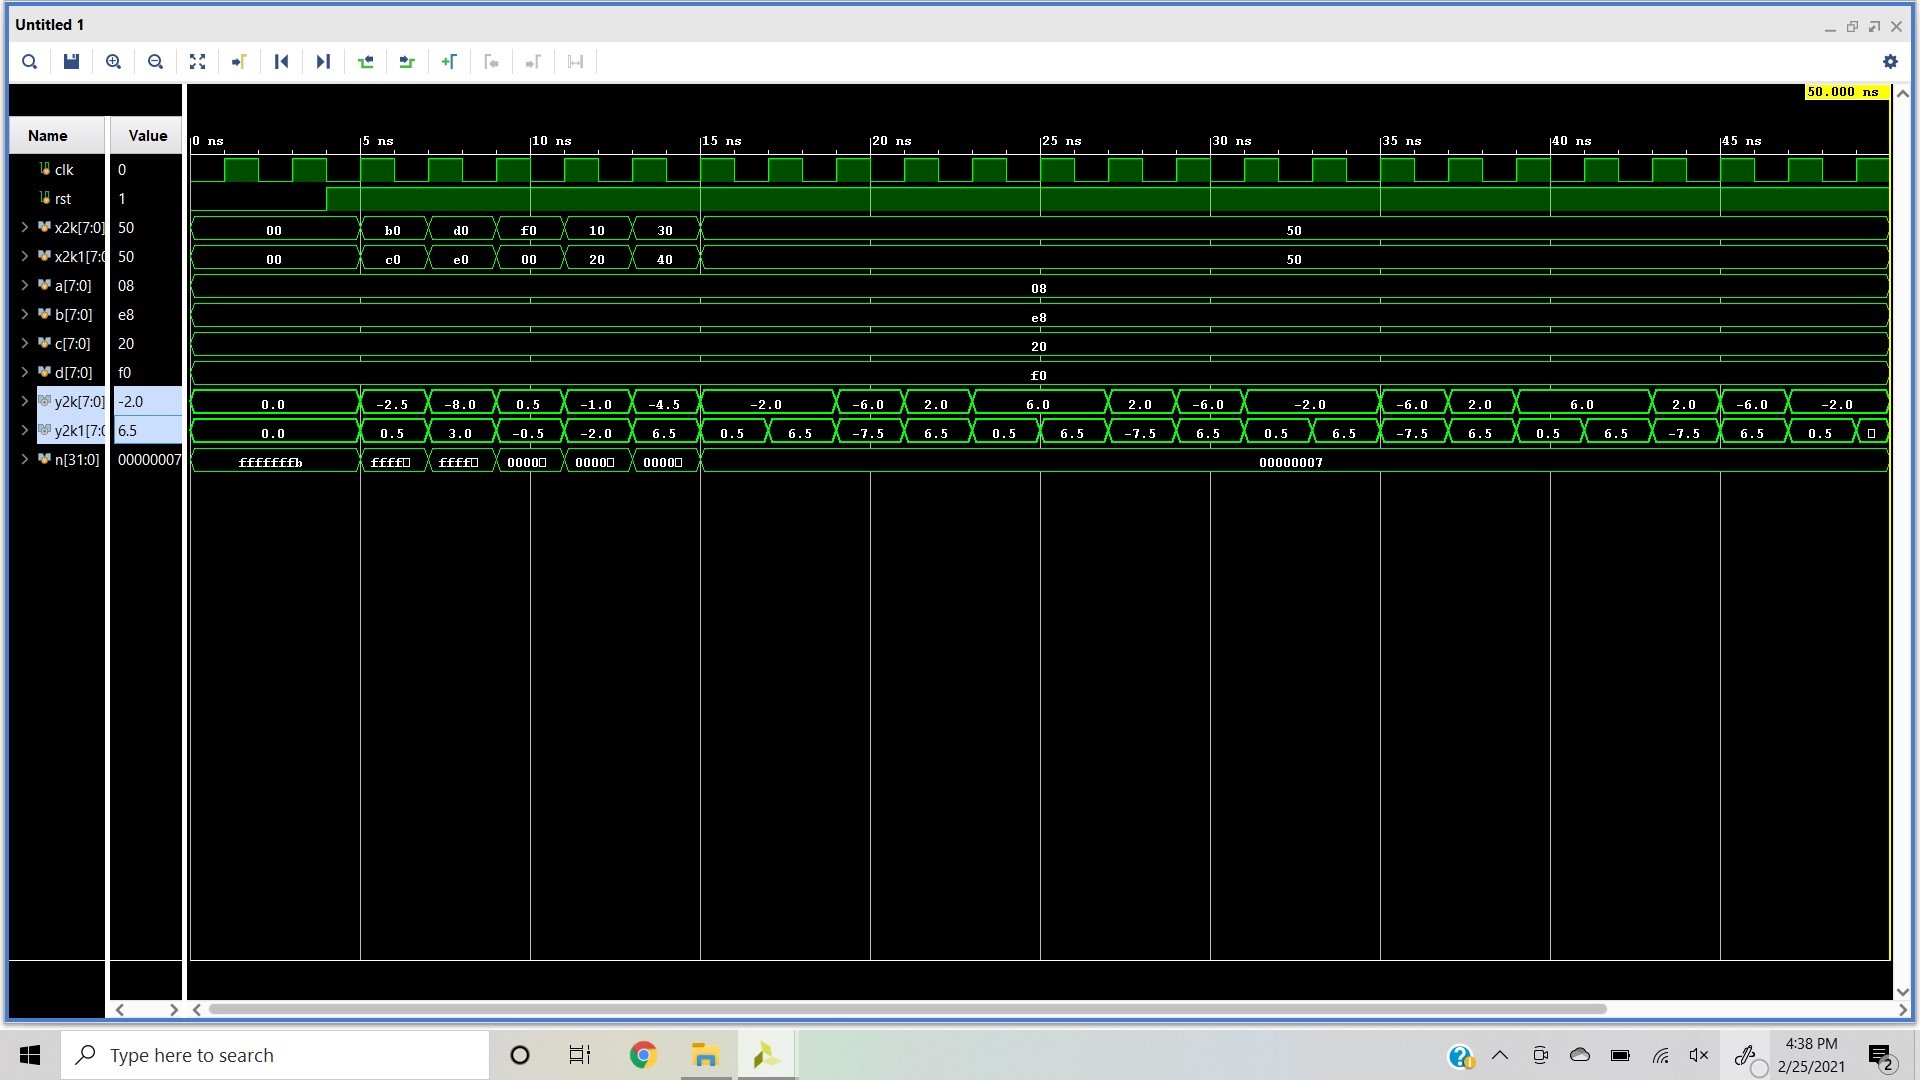 Untitled 1
50.000 ns
Name Value
0 ns 5 ns 10 ns 15 ns 20 ns 25 ns 30 ns 35 ns 40 ns 45 ns
clk 0
rst 1
x2k[7:0] 50 00 b0 d0 f0 10 30 50
x2k1[7:0 50 00 c0 e0 00 20 40 50
a[7:0] 08 08
b[7:0] e8 e8
c[7:0] 20 20
d[7:0] f0 f0
y2k[7:0] -2.0 0.0 -2.5 -8.0 0.5 -1.0 -4.5 -2.0 -6.0 2.0 6.0 2.0 -6.0 -2.0 -6.0 2.0 6.0 2.0 -6.0 -2.0
y2k1[7:0 6.5 0.0 0.5 3.0 -0.5 -2.0 6.5 0.5 6.5 -7.5 6.5 0.5 6.5 -7.5 6.5 0.5 6.5 -7.5 6.5 0.5 6.5 -7.5 6.5 0.5
n[31:0] 00000007 fffffffb ffff ffff 0000 0000 0000 00000007
Type here to search
4:38 PM
2/25/2021
2